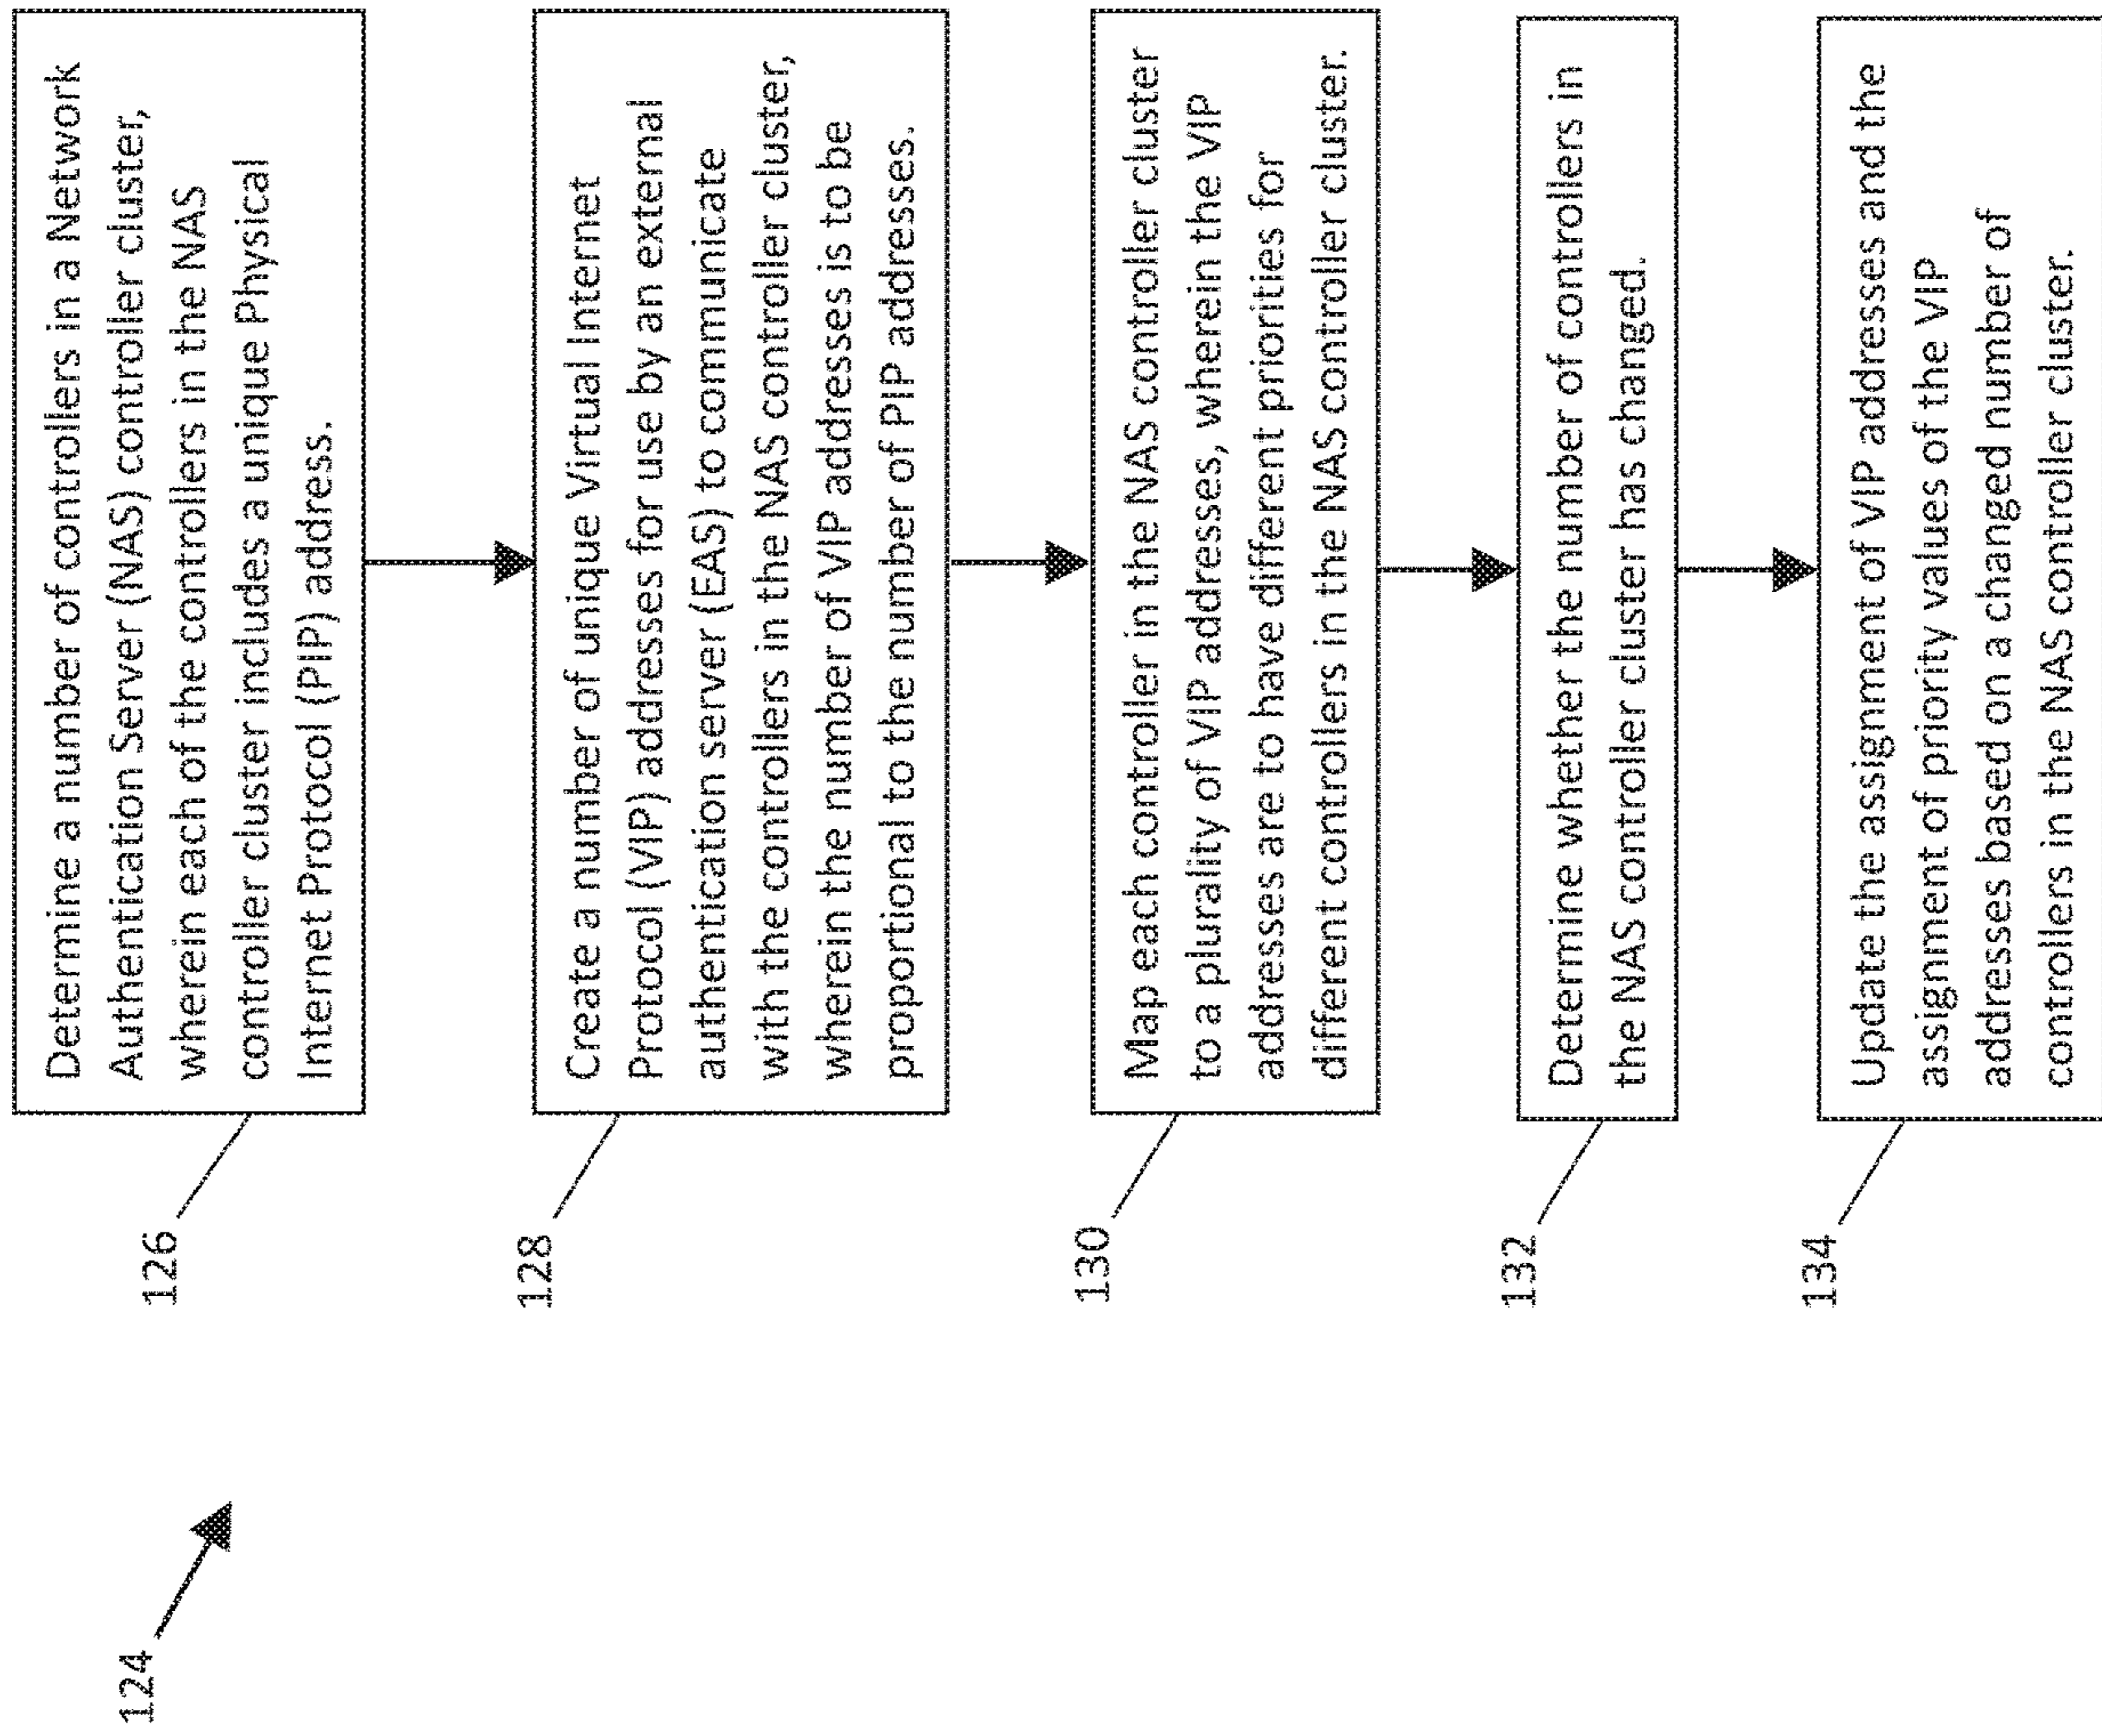 124
126
Determine a number of controllers in a Network
Authentication Server (NAS) controller cluster,
wherein each of the controllers in the NAS
controller cluster includes a unique Physical
Internet Protocol (PIP) address.
128
Create a number of unique Virtual Internet
Protocol (VIP) addresses for use by an external
authentication server (EAS) to communicate
with the controllers in the NAS controller cluster,
wherein the number of VIP addresses is to be
proportional to the number of PIP addresses.
130
Map each controller in the NAS controller cluster
to a plurality of VIP addresses, wherein the VIP
addresses are to have different priorities for
different controllers in the NAS controller cluster.
132
Determine whether the number of controllers in
the NAS controller cluster has changed.
134
Update the assignment of VIP addresses and the
assignment of priority values of the VIP
addresses based on a changed number of
controllers in the NAS controller cluster.